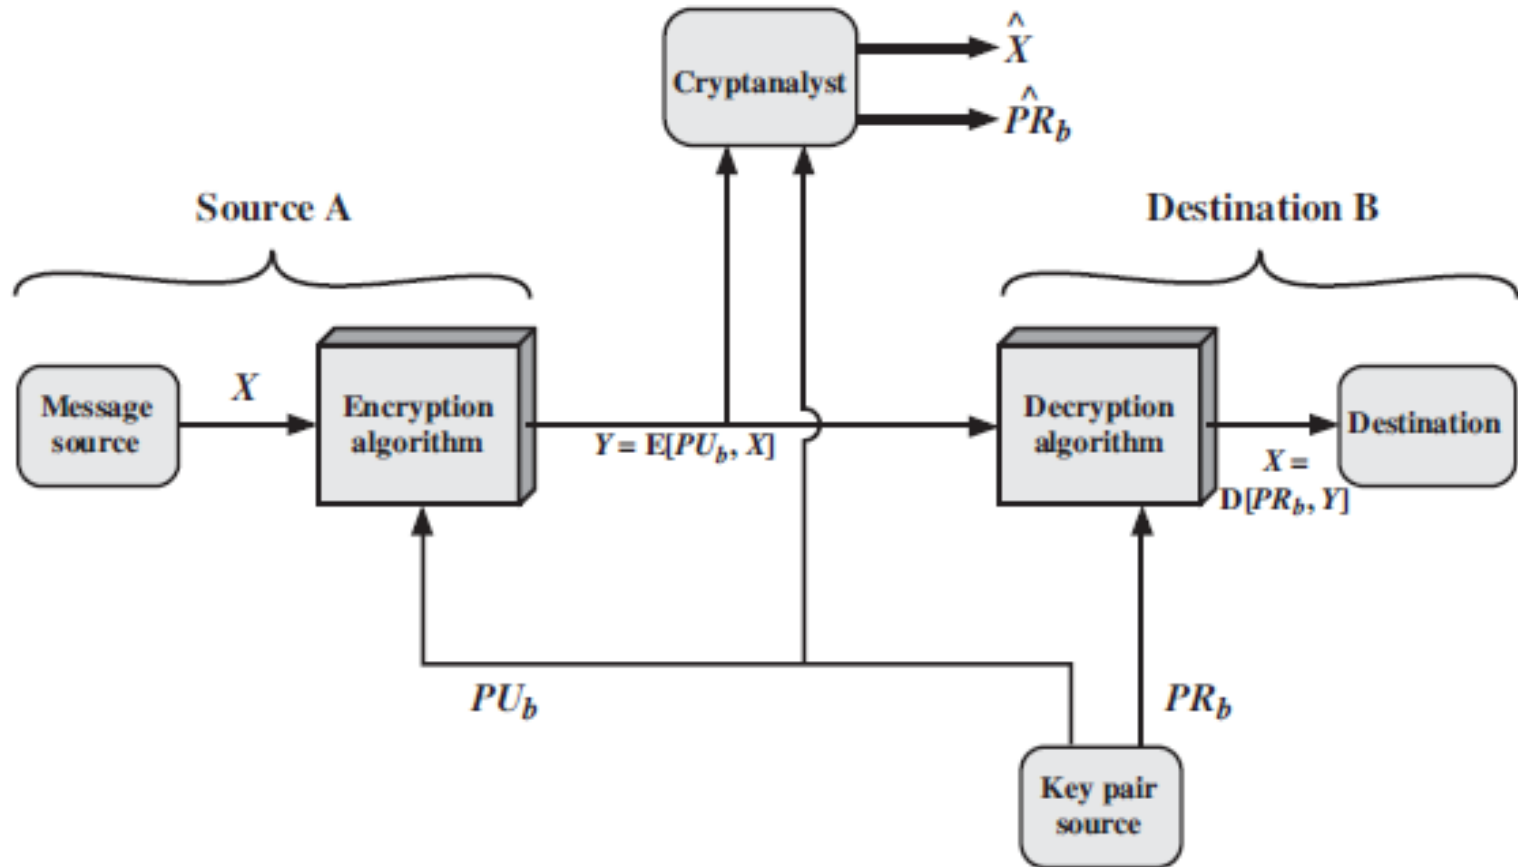 X̂
Cryptanalyst
P̂R_b
Source A
Destination B
Message
source
X
Encryption
algorithm
Y = E[PU_b, X]
Decryption
algorithm
X =
D[PR_b, Y]
Destination
PU_b
PR_b
Key pair
source